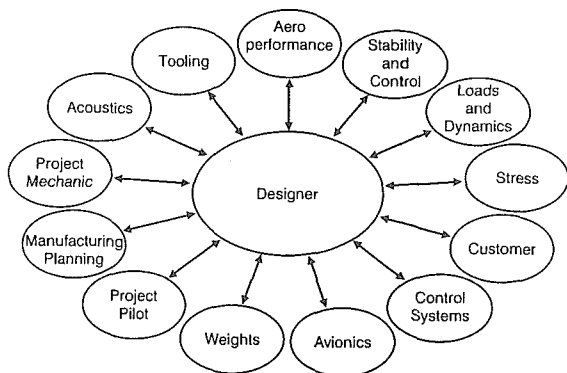 Aero
performance
Stability
and
Control
Loads
and
Dynamics
Stress
Customer
Control
Systems
Avionics
Weights
Project
Pilot
Manufacturing
Planning
Project
Mechanic
Acoustics
Tooling
Designer